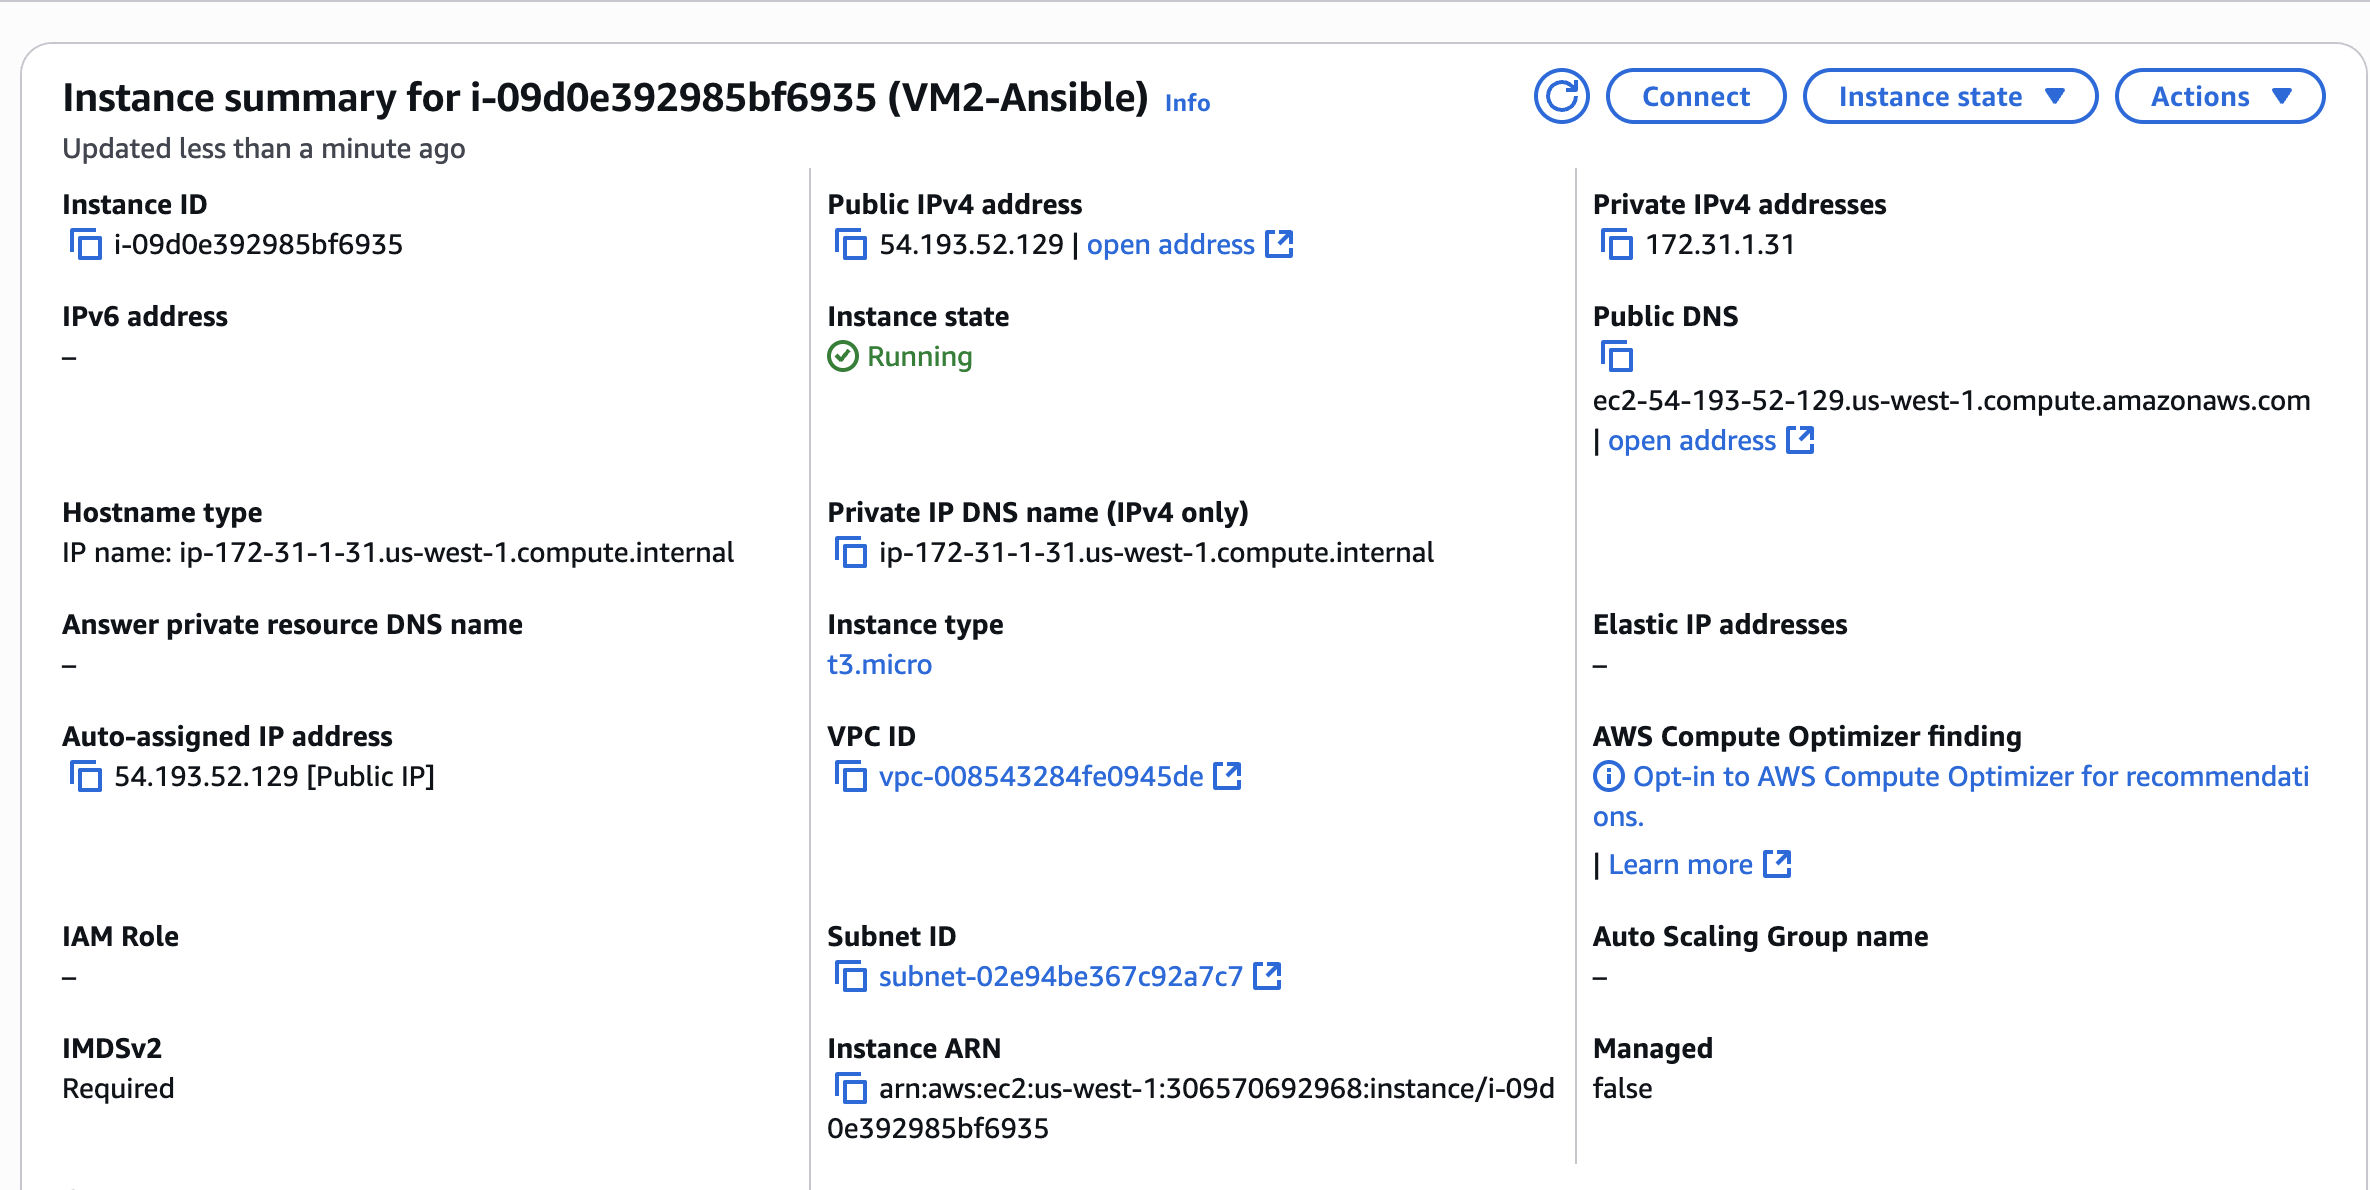 Instance summary for i-09d0e392985bf6935 (VM2-Ansible) Info
Connect
Instance state
Actions
Updated less than a minute ago
Instance ID
i-09d0e392985bf6935
Public IPv4 address
54.193.52.129 | open address
Private IPv4 addresses
172.31.1.31
IPv6 address
–
Instance state
Running
Public DNS
ec2-54-193-52-129.us-west-1.compute.amazonaws.com
| open address
Hostname type
IP name: ip-172-31-1-31.us-west-1.compute.internal
Private IP DNS name (IPv4 only)
ip-172-31-1-31.us-west-1.compute.internal
Answer private resource DNS name
–
Instance type
t3.micro
Elastic IP addresses
–
Auto-assigned IP address
54.193.52.129 [Public IP]
VPC ID
vpc-008543284fe0945de
AWS Compute Optimizer finding
Opt-in to AWS Compute Optimizer for recommendati
ons.
| Learn more
IAM Role
–
Subnet ID
subnet-02e94be367c92a7c7
Auto Scaling Group name
–
IMDSv2
Required
Instance ARN
arn:aws:ec2:us-west-1:306570692968:instance/i-09d
0e392985bf6935
Managed
false